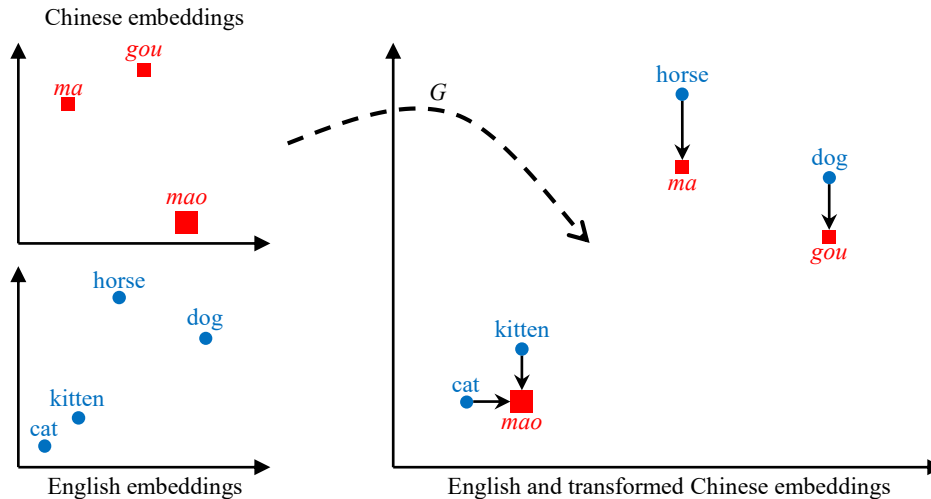 Chinese embeddings
gou
ma
mao
horse
dog
kitten
cat
English embeddings
G
horse
dog
ma
gou
kitten
cat
mao
English and transformed Chinese embeddings